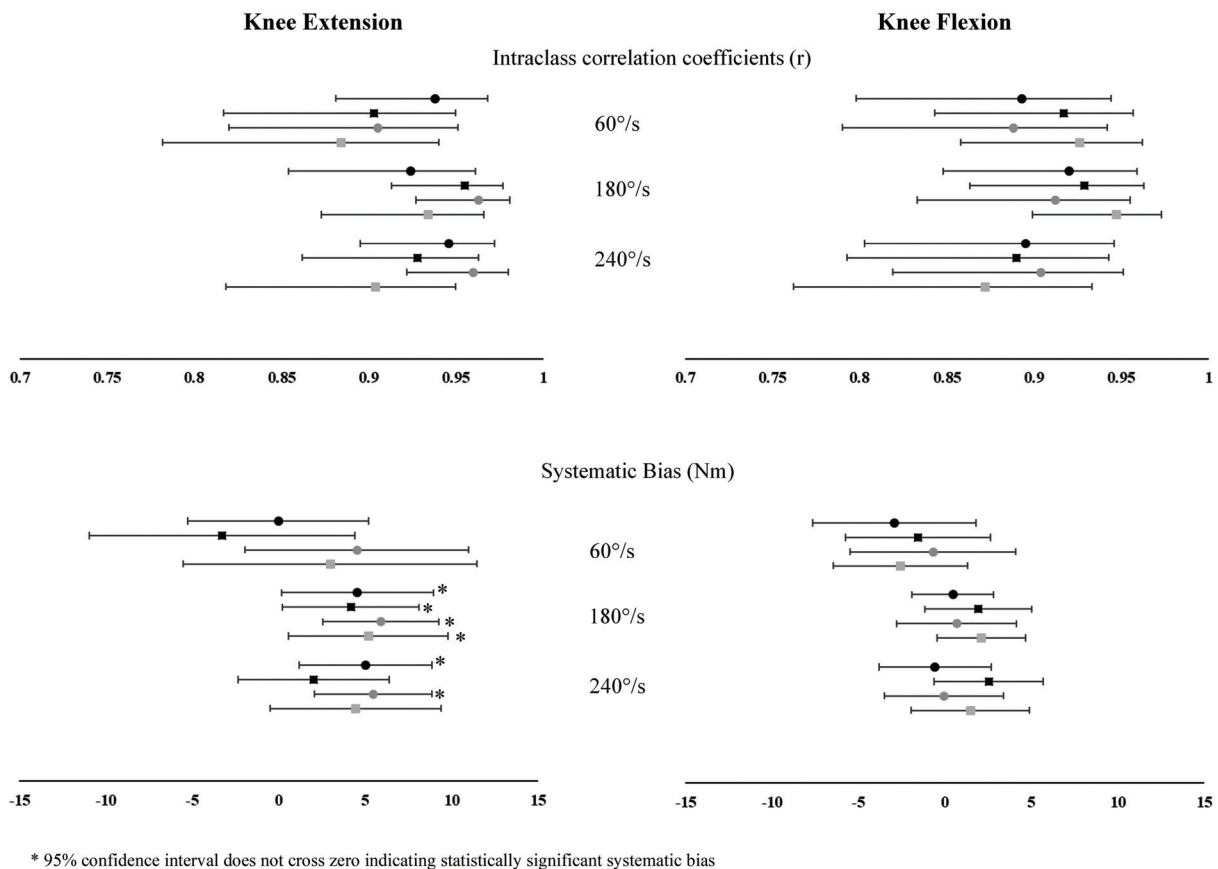 Knee Extension Knee Flexion
Intraclass correlation coefficients (r)
60°/s
180°/s
240°/s
0.7 0.75 0.8 0.85 0.9 0.95 1 0.7 0.75 0.8 0.85 0.9 0.95 1
Systematic Bias (Nm)
60°/s
*
180°/s
*
*
*
*
240°/s
*
-15 -10 -5 0 5 10 15 -15 -10 -5 0 5 10 15
* 95% confidence interval does not cross zero indicating statistically significant systematic bias